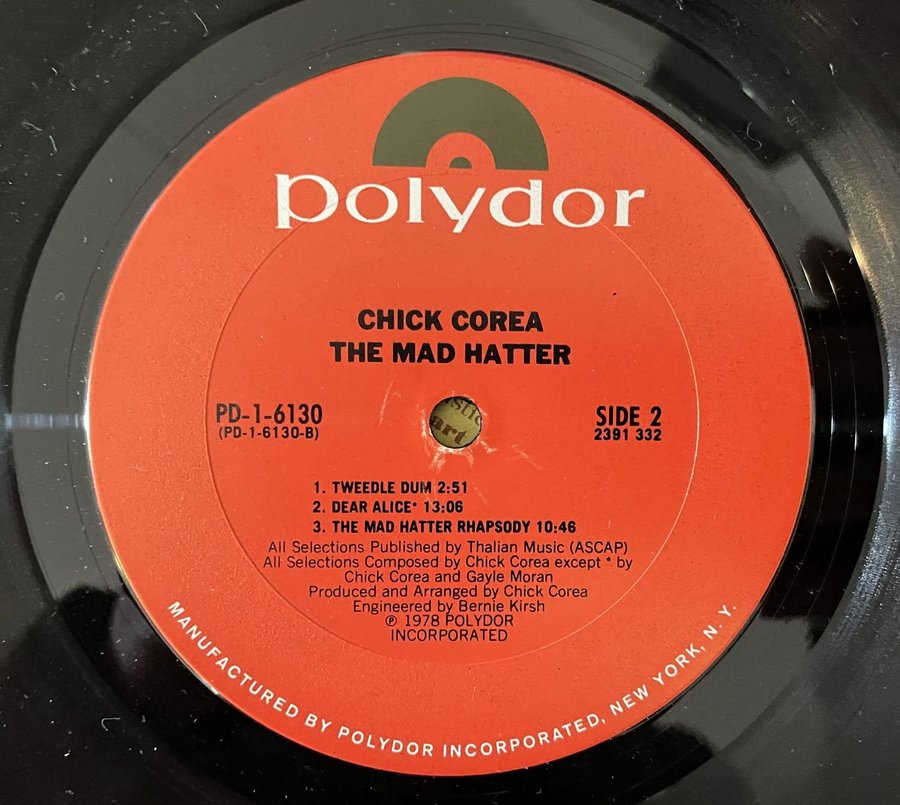 polydor
CHICK COREA
THE MAD HATTER
PD-1-6130
(PD-1-6130-B)
SIDE 2
2391 332
art
1. TWEEDLE DUM 2:51
2. DEAR ALICE* 13:06
3. THE MAD HATTER RHAPSODY 10:46
All Selections Published by Thalian Music (ASCAP)
All Selections Composed by Chick Corea except * by
Chick Corea and Gayle Moran
Produced and Arranged by Chick Corea
Engineered by Bernie Kirsh
℗ 1978 POLYDOR
INCORPORATED
MANUFACTURED BY POLYDOR INCORPORATED, NEW YORK, N. Y.